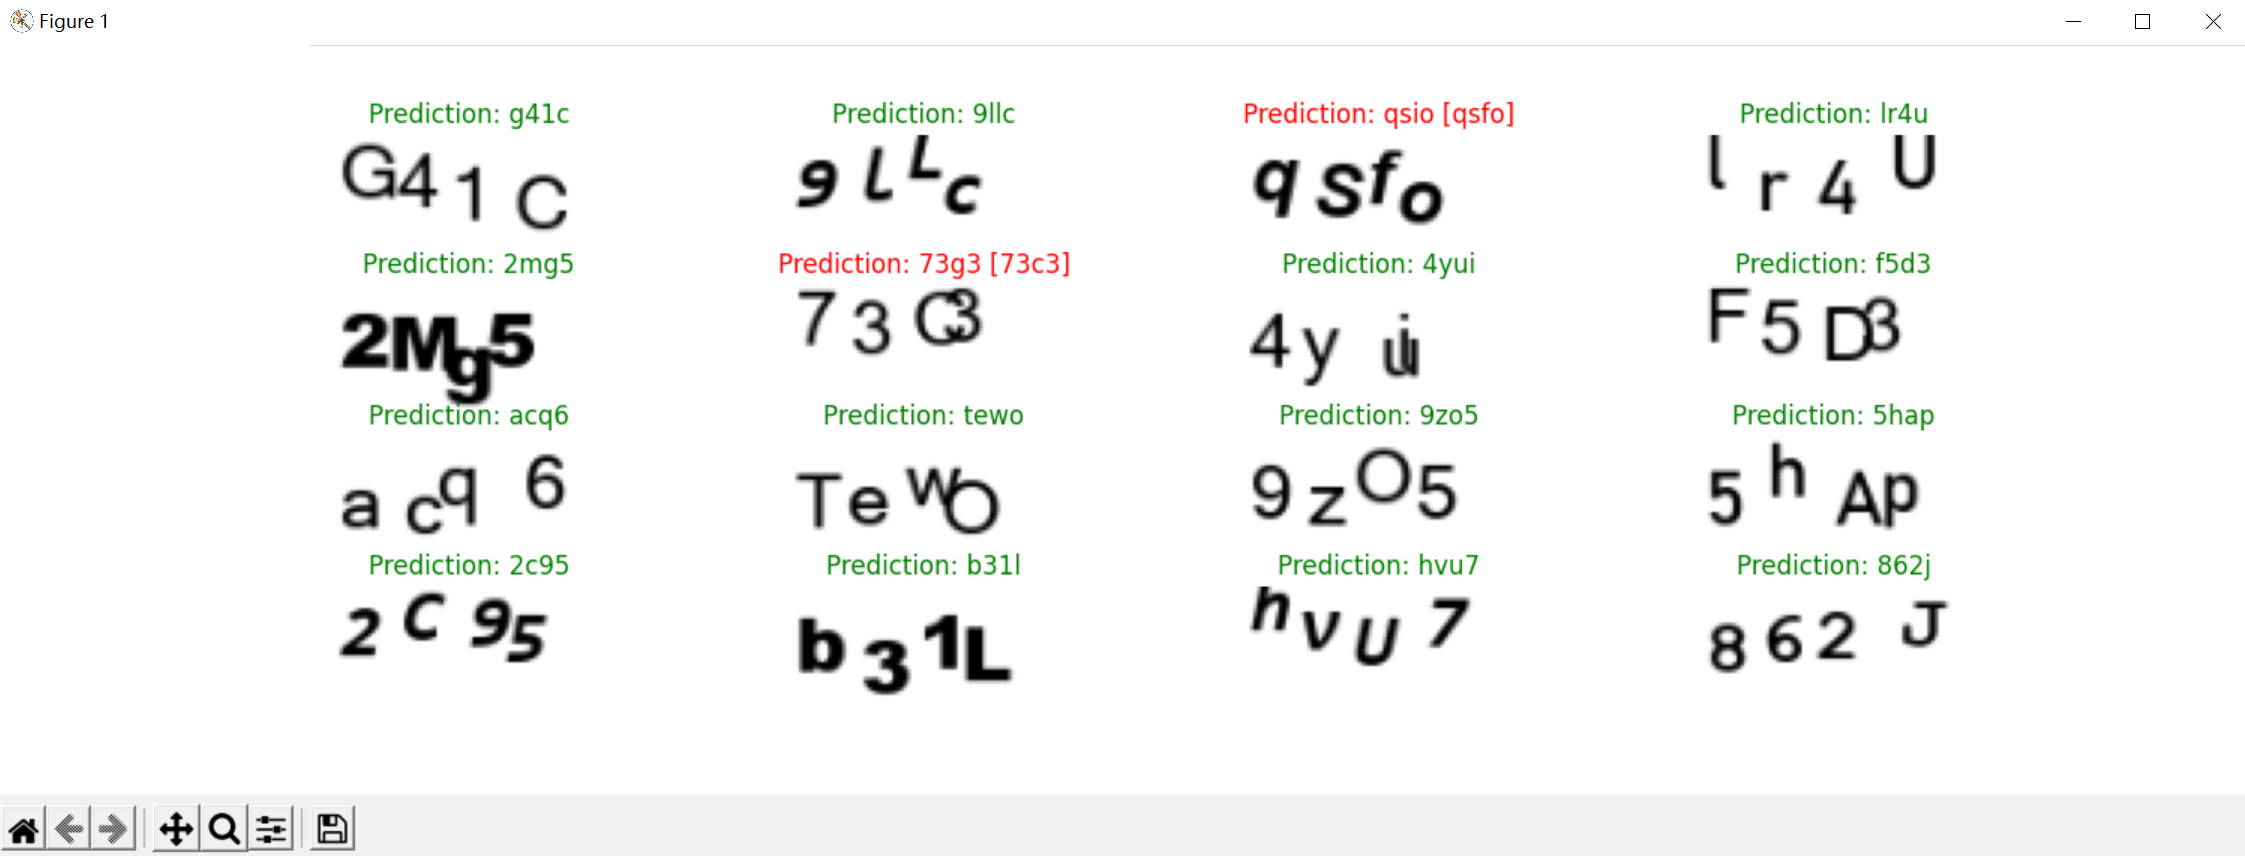 Figure 1
Prediction: g41c Prediction: 9llc Prediction: qsio [qsfo] Prediction: lr4u
G41C 9lLc qsfo lr4U
Prediction: 2mg5 Prediction: 73g3 [73c3] Prediction: 4yui Prediction: f5d3
2Mg5 73C3 4yui F5D3
Prediction: acq6 Prediction: tewo Prediction: 9zo5 Prediction: 5hap
acq6 TewO 9zO5 5hAp
Prediction: 2c95 Prediction: b31l Prediction: hvu7 Prediction: 862j
2C95 b31L hvU7 862J